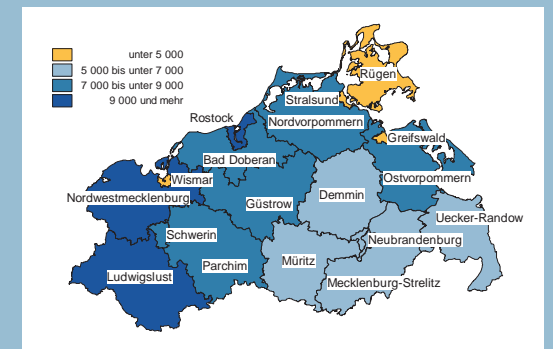 unter 5 000
5 000 bis unter 7 000
7 000 bis unter 9 000
9 000 und mehr
Rügen
Stralsund
Rostock
Nordvorpommern
Greifswald
Bad Doberan
Wismar
Ostvorpommern
Nordwestmecklenburg
Demmin
Güstrow
Uecker-Randow
Schwerin
Neubrandenburg
Müritz
Parchim
Ludwigslust
Mecklenburg-Strelitz